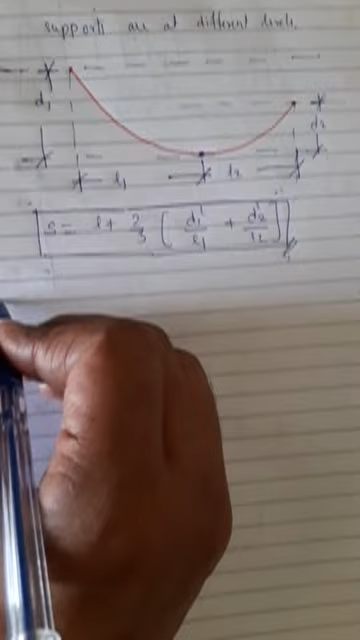 supports are at different levels.
d₁
d₂
l₁ l₂
s = l + 2/3 [ d₁²/l₁ + d₂²/l₂ ]